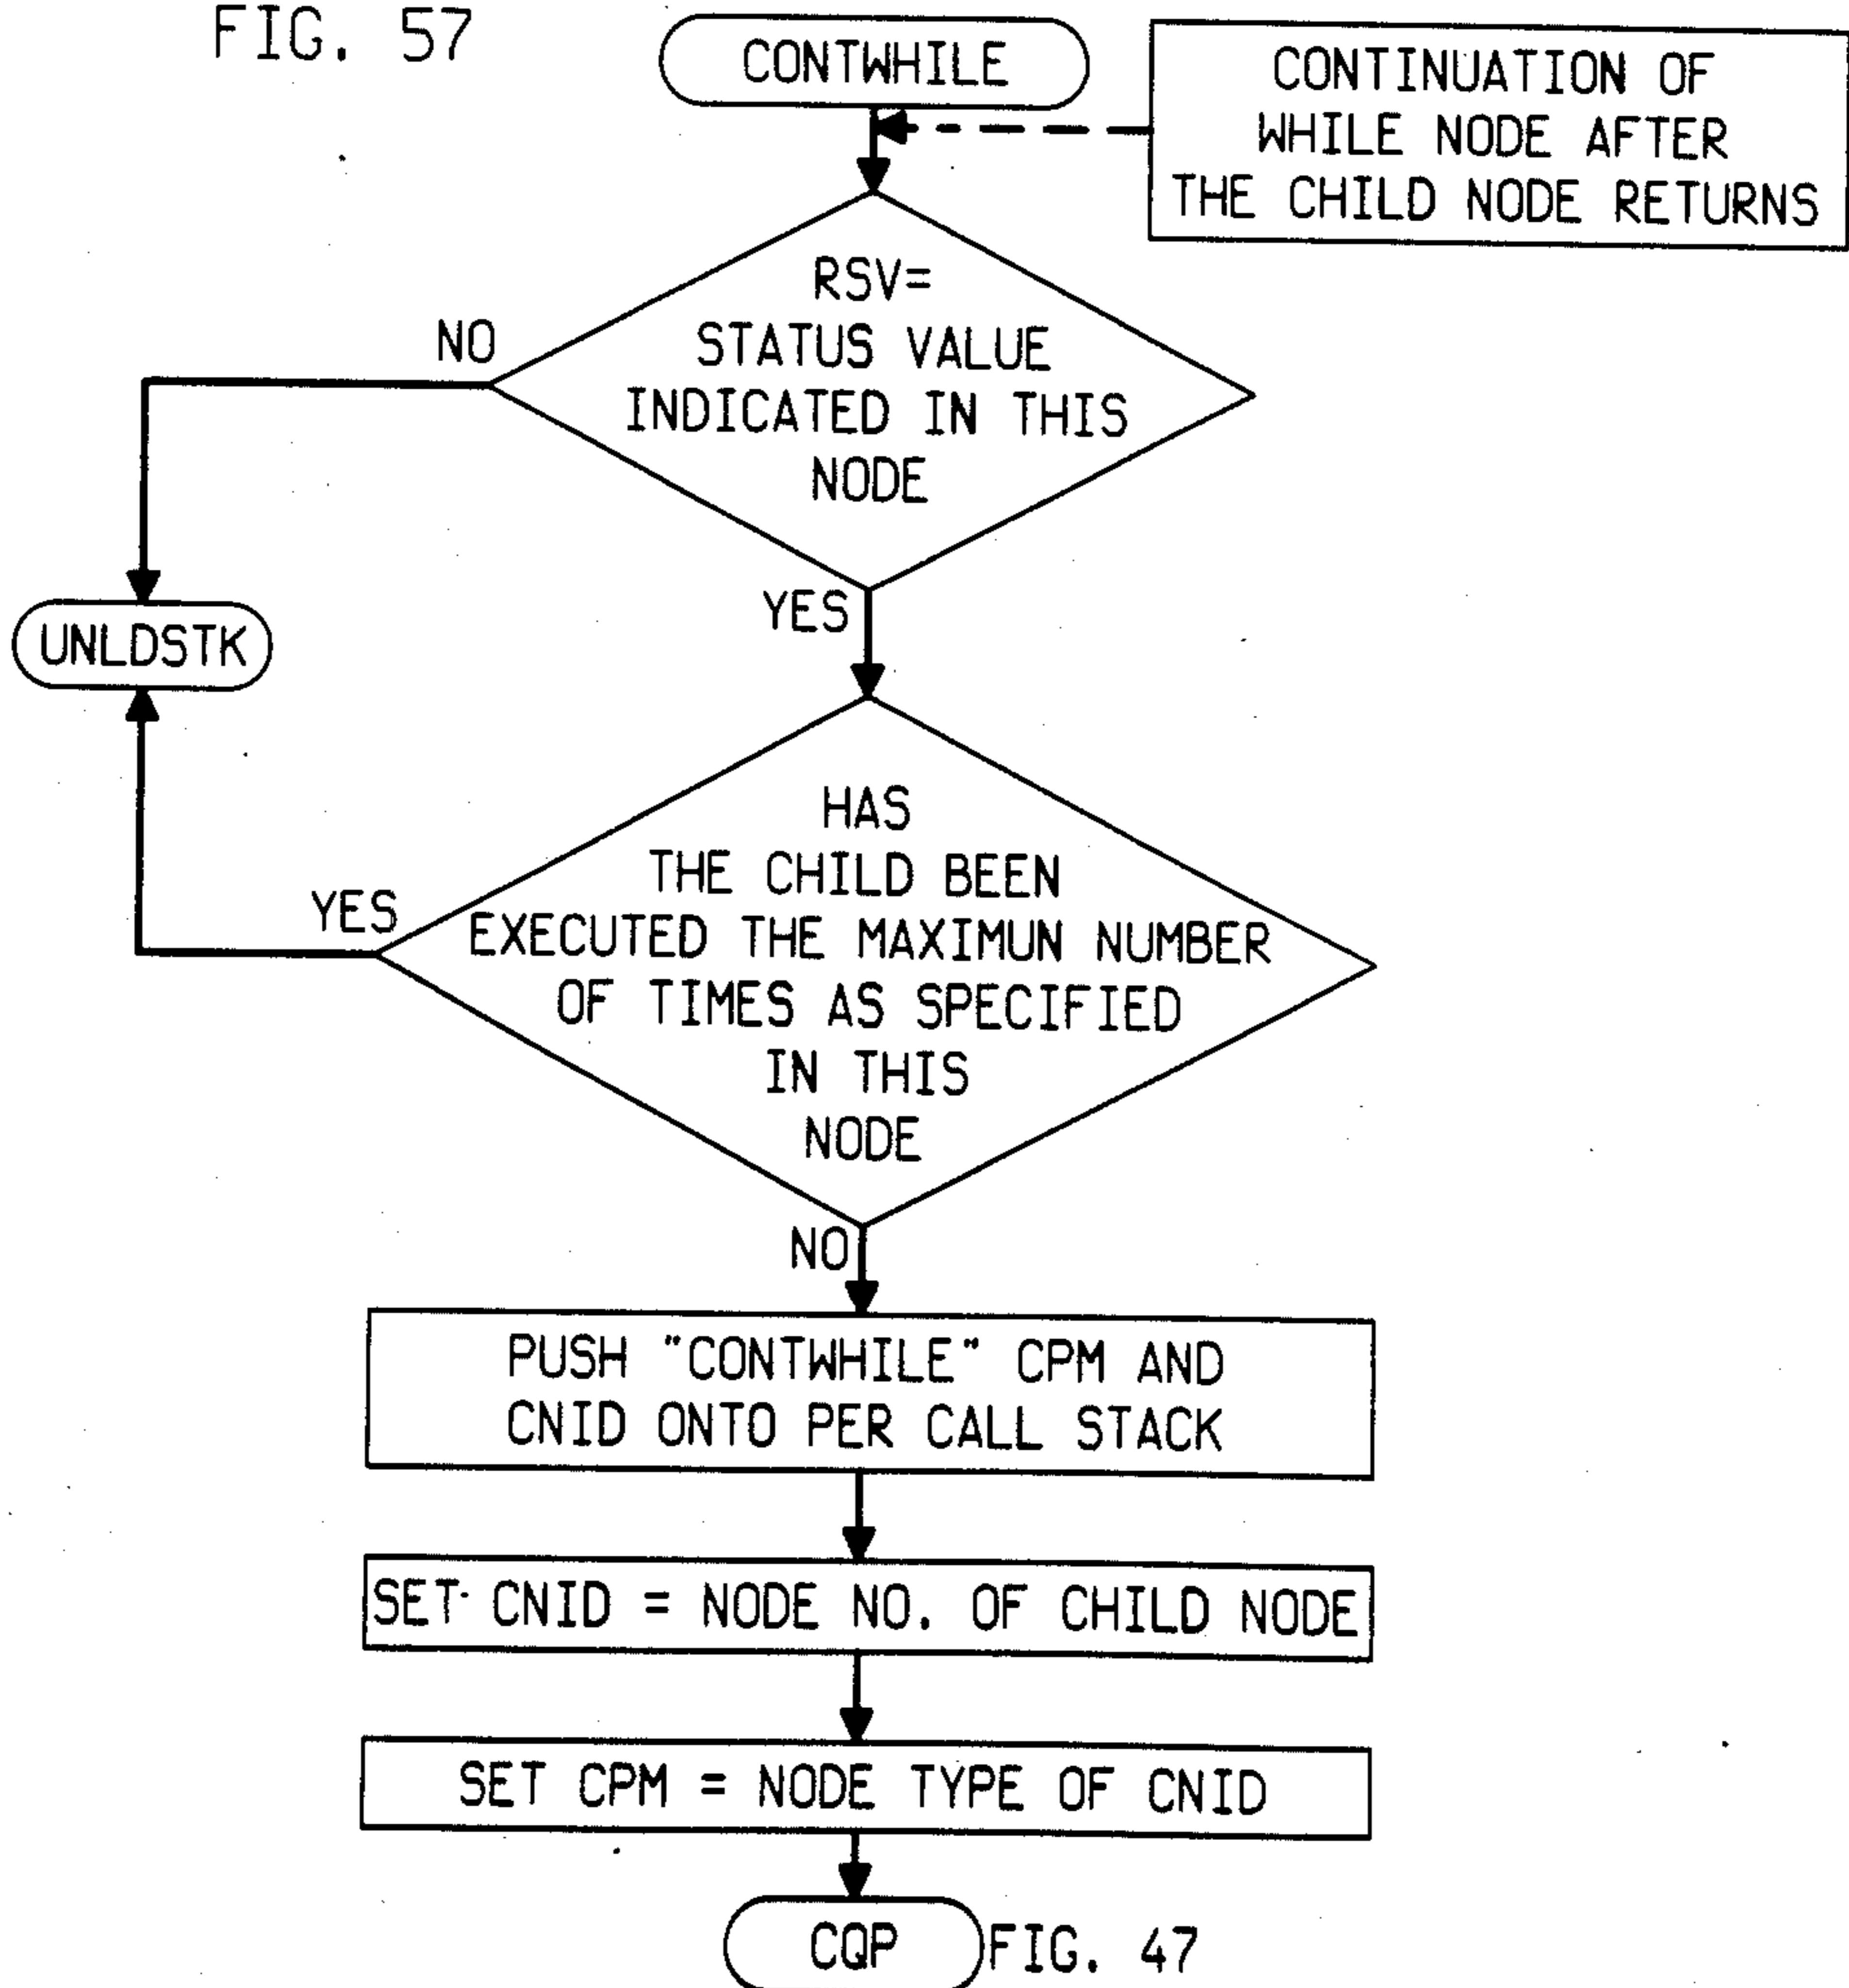 FIG. 57
CONTWHILE
CONTINUATION OF
WHILE NODE AFTER
THE CHILD NODE RETURNS
RSV=
STATUS VALUE
INDICATED IN THIS
NODE
NO
YES
UNLDSTK
HAS
THE CHILD BEEN
EXECUTED THE MAXIMUN NUMBER
OF TIMES AS SPECIFIED
IN THIS
NODE
YES
NO
PUSH "CONTWHILE" CPM AND
CNID ONTO PER CALL STACK
SET CNID = NODE NO. OF CHILD NODE
SET CPM = NODE TYPE OF CNID
CQP FIG. 47